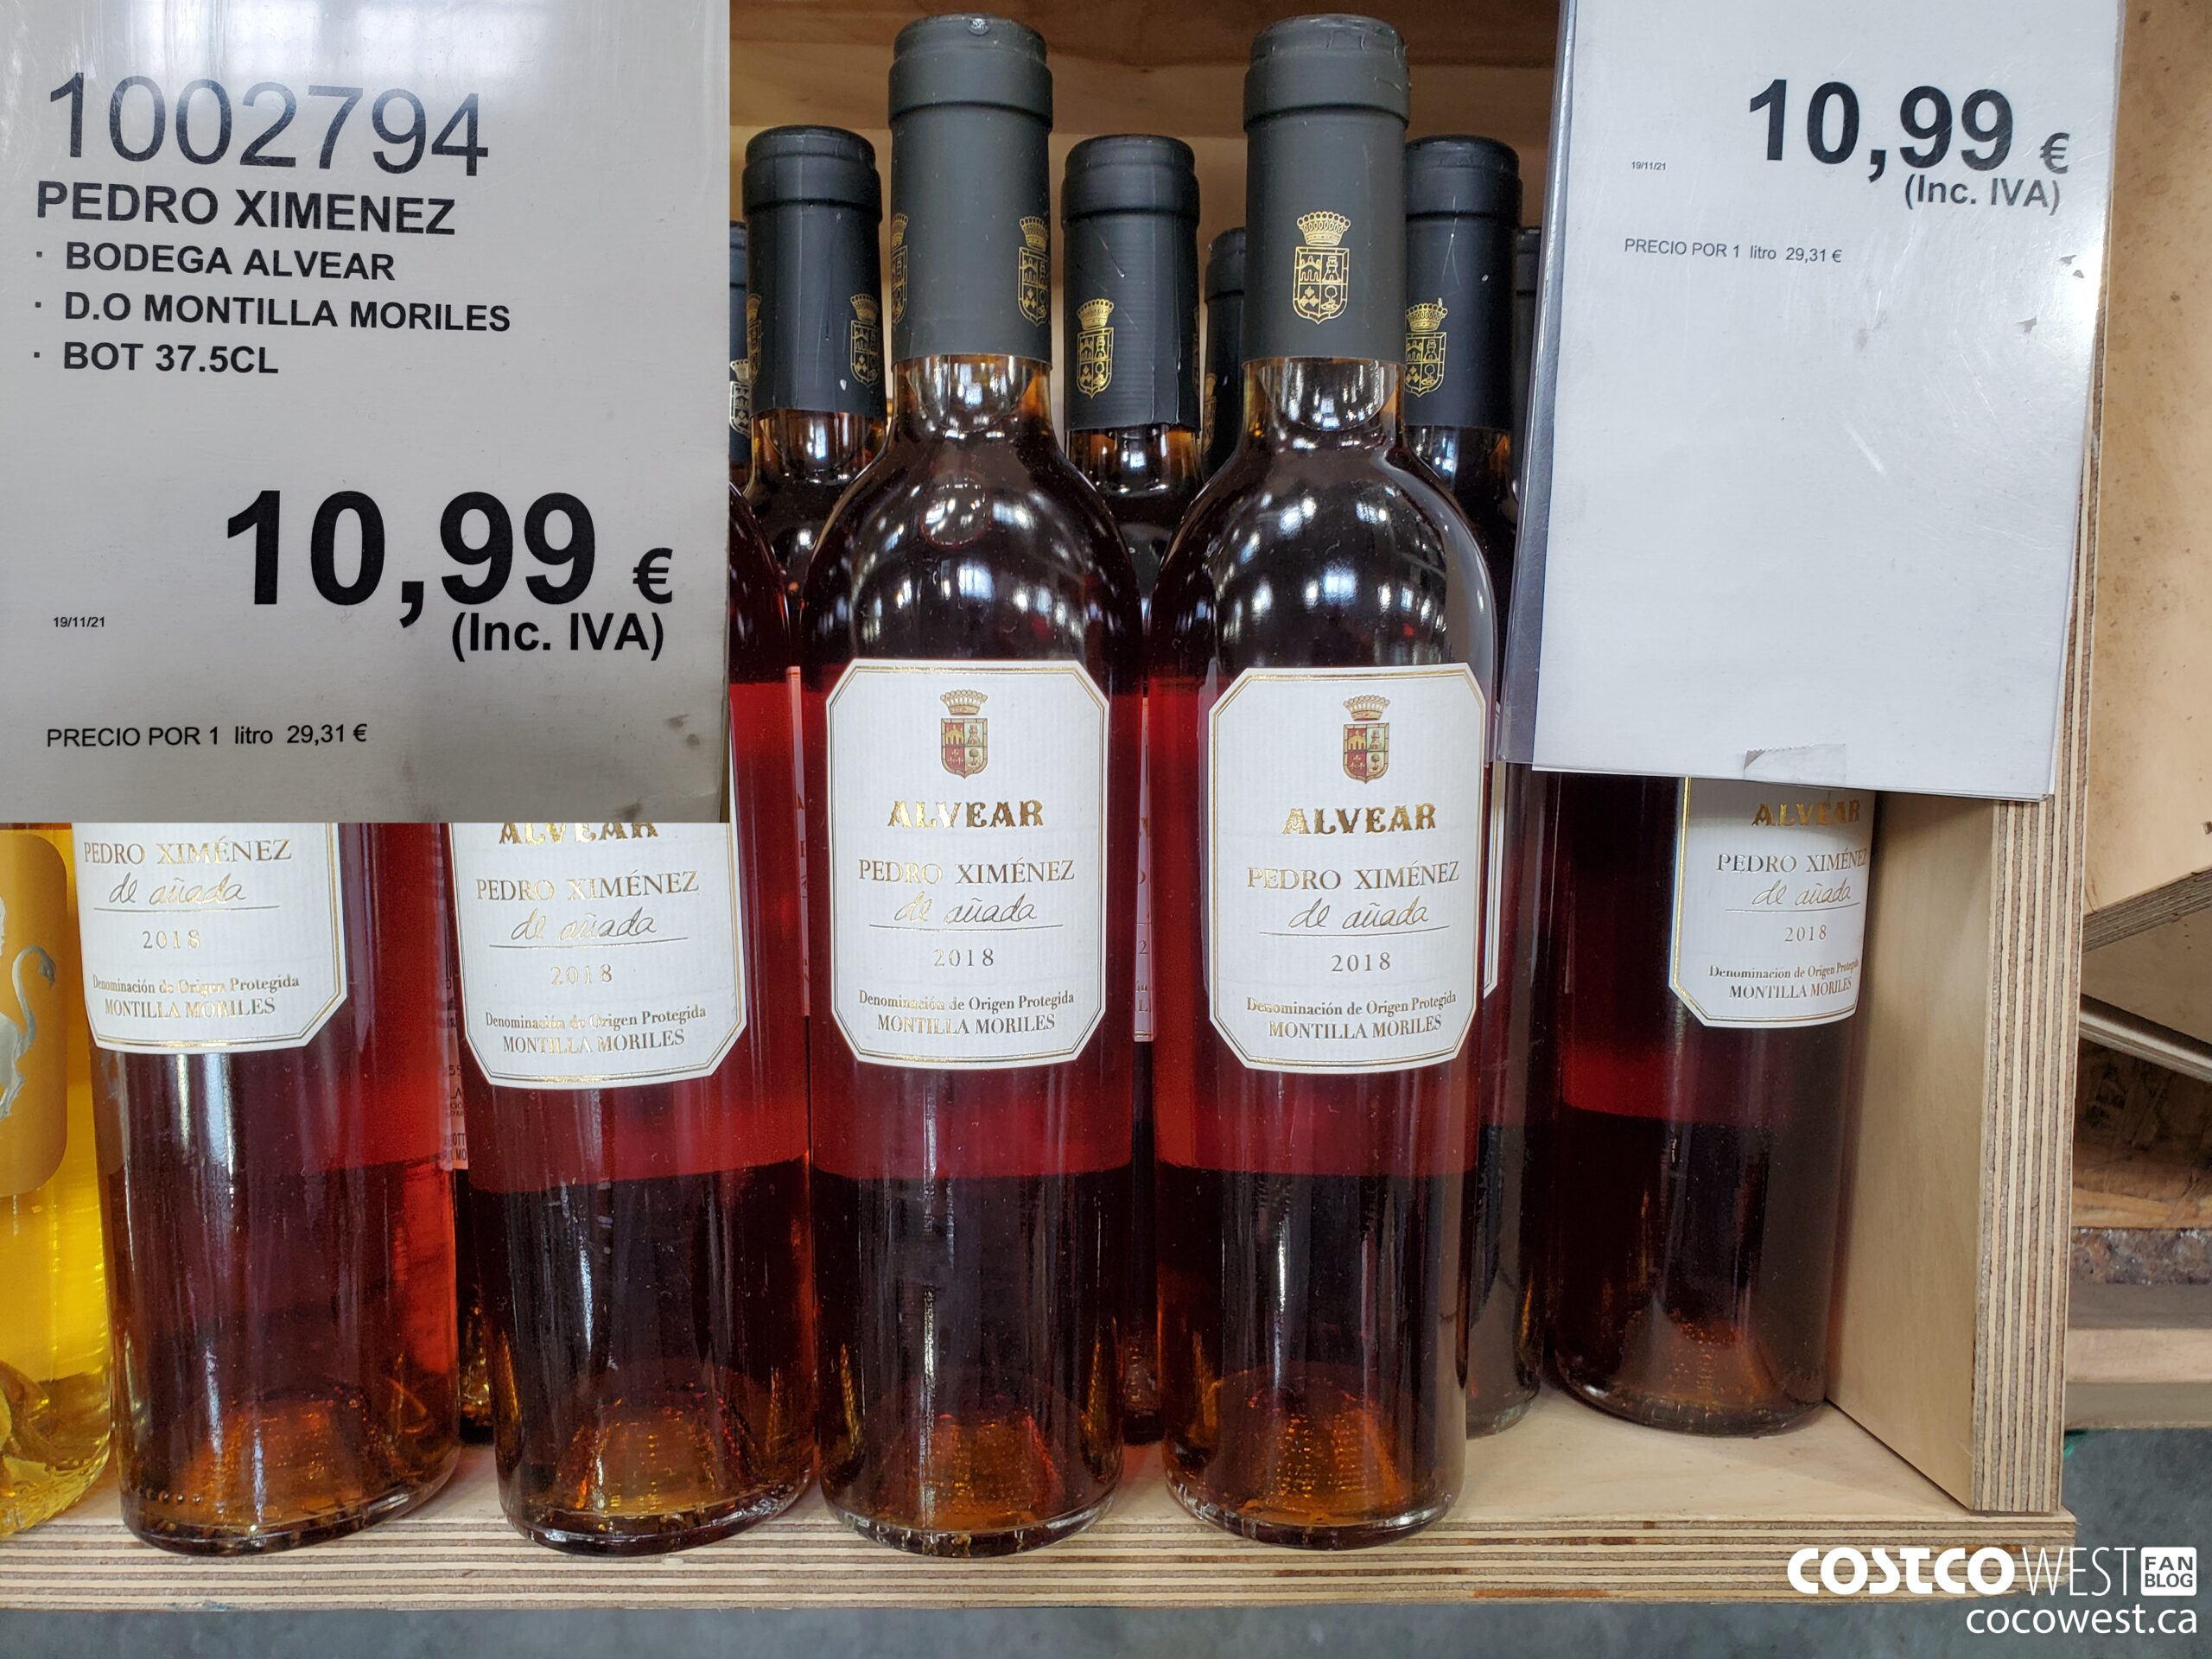 1002794
PEDRO XIMENEZ
· BODEGA ALVEAR
· D.O MONTILLA MORILES
· BOT 37.5CL
10,99 €
(Inc. IVA)
19/11/21
PRECIO POR 1 litro 29,31 €
10,99 €
(Inc. IVA)
19/11/21
PRECIO POR 1 litro 29,31 €
PEDRO XIMÉNEZ
de añada
2018
Denominación de Origen Protegida
MONTILLA MORILES
ALVEAR
PEDRO XIMÉNEZ
de añada
2018
Denominación de Origen Protegida
MONTILLA MORILES
ALVEAR
PEDRO XIMÉNEZ
de añada
2018
Denominación de Origen Protegida
MONTILLA MORILES
ALVEAR
PEDRO XIMÉNEZ
de añada
2018
Denominación de Origen Protegida
MONTILLA MORILES
ALVEAR
PEDRO XIMÉNEZ
de añada
2018
Denominación de Origen Protegida
MONTILLA MORILES
COSTCO WEST FAN BLOG
cocowest.ca